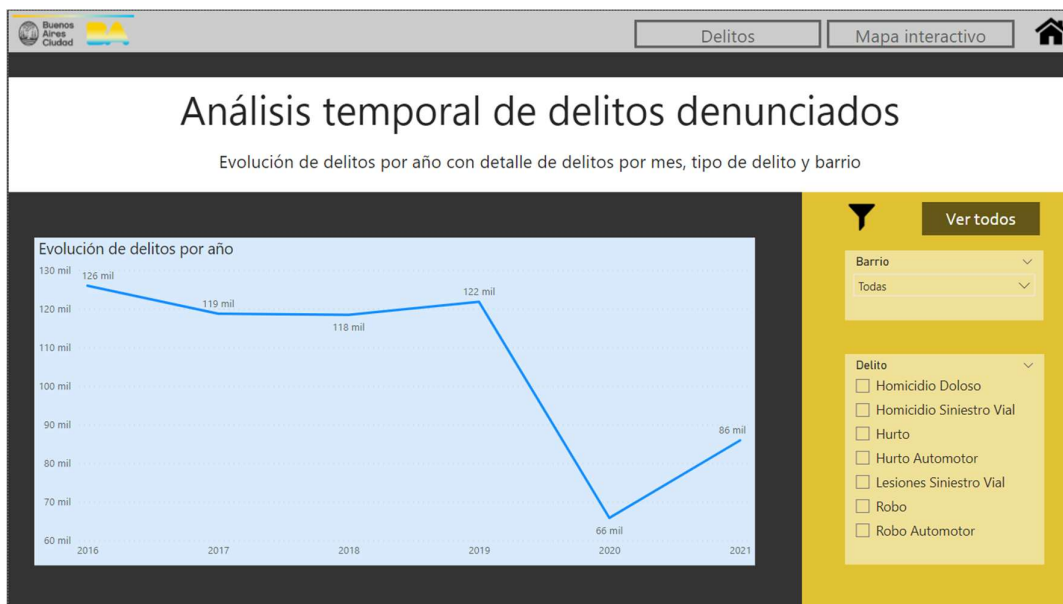 Buenos
Aires
Ciudad
BA
Delitos
Mapa interactivo
Análisis temporal de delitos denunciados
Evolución de delitos por año con detalle de delitos por mes, tipo de delito y barrio
Ver todos
Evolución de delitos por año
130 mil
120 mil
110 mil
100 mil
90 mil
80 mil
70 mil
60 mil
126 mil
119 mil
118 mil
122 mil
66 mil
86 mil
2016
2017
2018
2019
2020
2021
Barrio
Todas
Delito
Homicidio Doloso
Homicidio Siniestro Vial
Hurto
Hurto Automotor
Lesiones Siniestro Vial
Robo
Robo Automotor